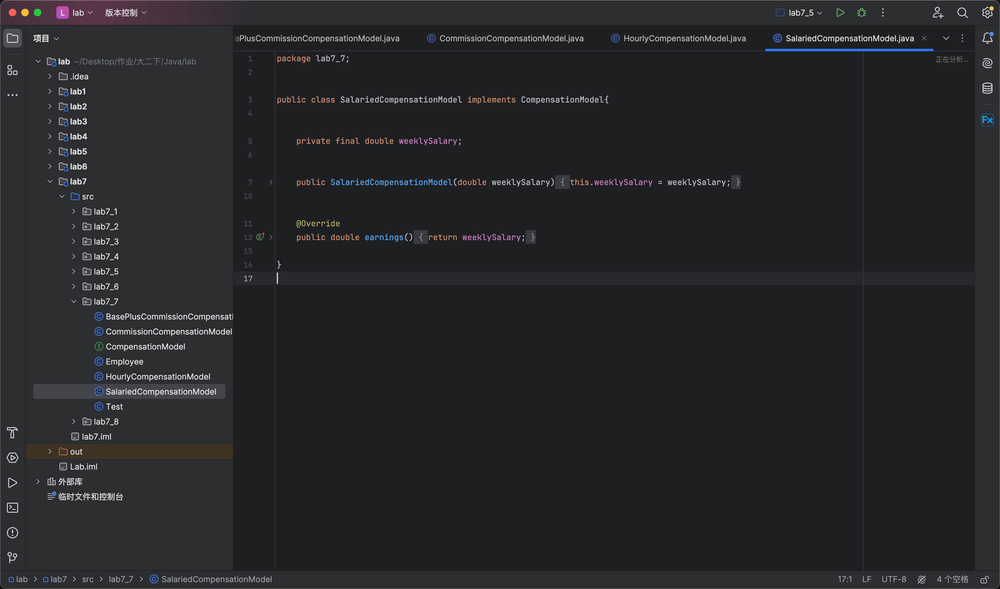 L lab 版本控制 lab7_5
项目
ePlusCommissionCompensationModel.java CommissionCompensationModel.java HourlyCompensationModel.java SalariedCompensationModel.java
正在分析...
lab ~/Desktop/作业/大二下/Java/lab
.idea
lab1
lab2
lab3
lab4
lab5
lab6
lab7
src
lab7_1
lab7_2
lab7_3
lab7_4
lab7_5
lab7_6
lab7_7
BasePlusCommissionCompensati
CommissionCompensationModel
CompensationModel
Employee
HourlyCompensationModel
SalariedCompensationModel
Test
lab7_8
lab7.iml
out
Lab.iml
外部库
临时文件和控制台
1 package lab7_7;
2
3 public class SalariedCompensationModel implements CompensationModel{
4
5 private final double weeklySalary;
6
7 public SalariedCompensationModel(double weeklySalary) { this.weeklySalary = weeklySalary; }
10
11 @Override
12 public double earnings() { return weeklySalary; }
15
16 }
17
Fx
lab > lab7 > src > lab7_7 > SalariedCompensationModel
17:1 LF UTF-8 4 个空格